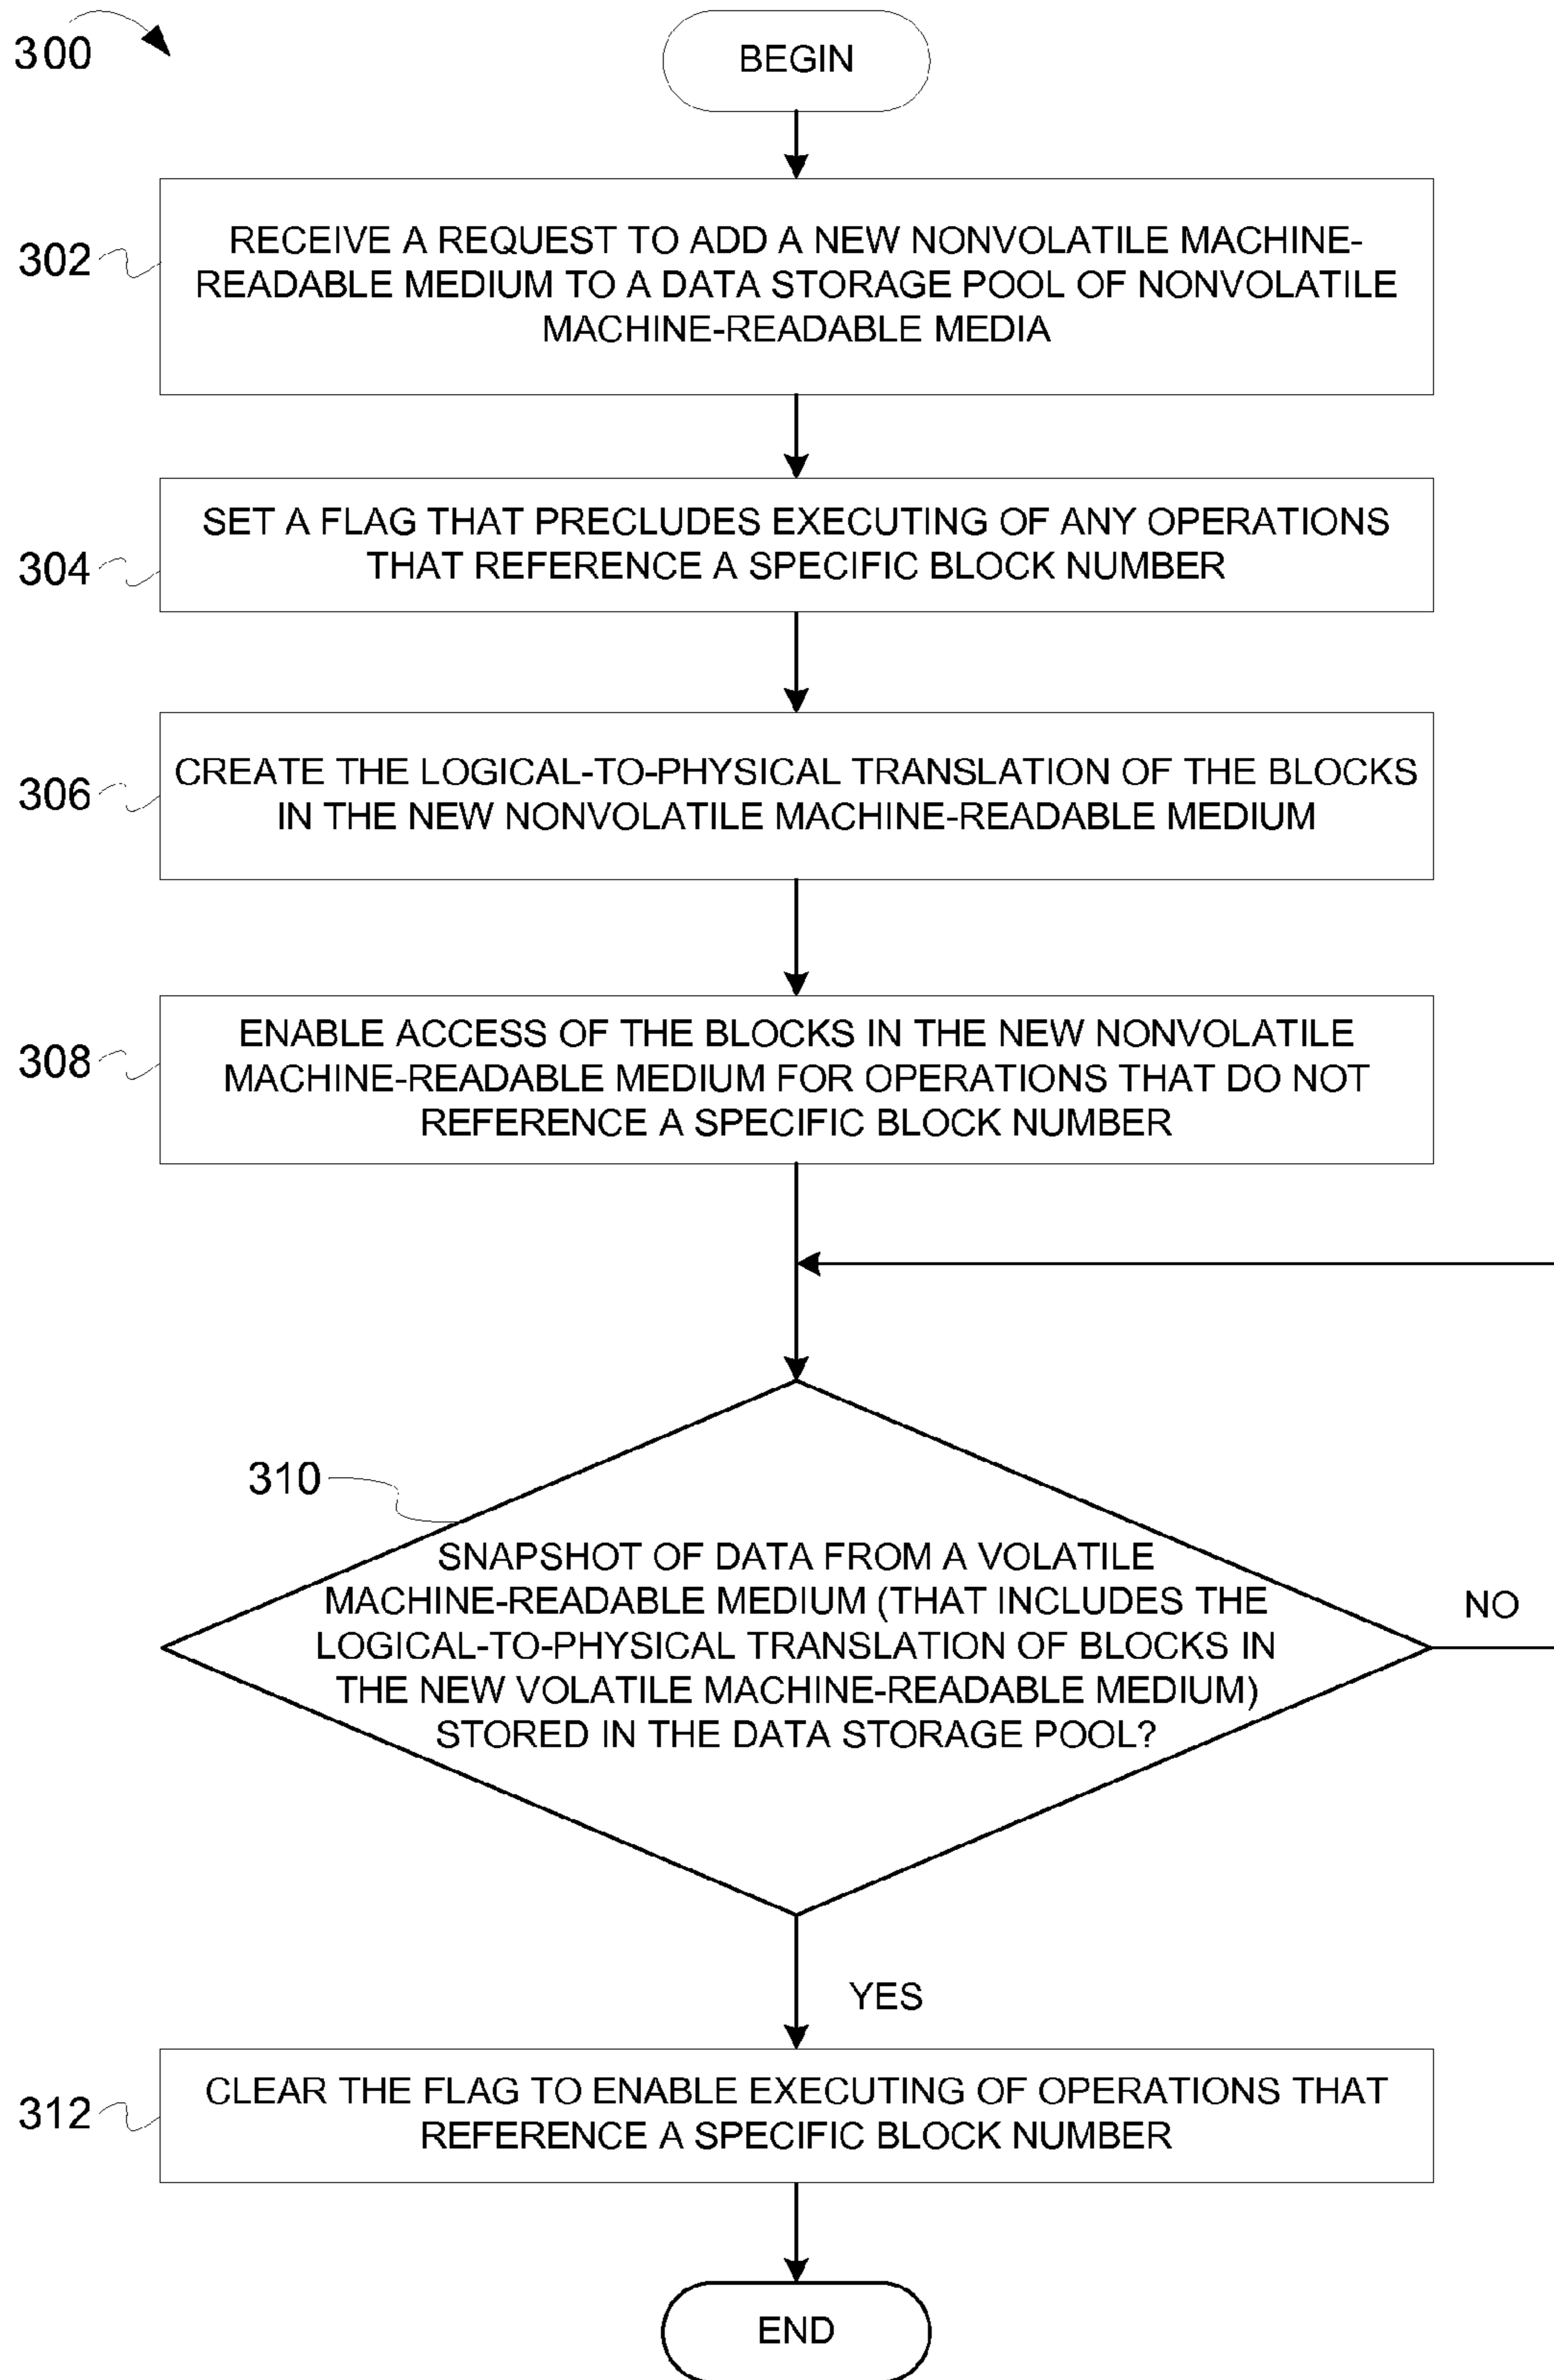 300
BEGIN
302
RECEIVE A REQUEST TO ADD A NEW NONVOLATILE MACHINE-
READABLE MEDIUM TO A DATA STORAGE POOL OF NONVOLATILE
MACHINE-READABLE MEDIA
304
SET A FLAG THAT PRECLUDES EXECUTING OF ANY OPERATIONS
THAT REFERENCE A SPECIFIC BLOCK NUMBER
306
CREATE THE LOGICAL-TO-PHYSICAL TRANSLATION OF THE BLOCKS
IN THE NEW NONVOLATILE MACHINE-READABLE MEDIUM
308
ENABLE ACCESS OF THE BLOCKS IN THE NEW NONVOLATILE
MACHINE-READABLE MEDIUM FOR OPERATIONS THAT DO NOT
REFERENCE A SPECIFIC BLOCK NUMBER
310
SNAPSHOT OF DATA FROM A VOLATILE
MACHINE-READABLE MEDIUM (THAT INCLUDES THE
LOGICAL-TO-PHYSICAL TRANSLATION OF BLOCKS IN
THE NEW VOLATILE MACHINE-READABLE MEDIUM)
STORED IN THE DATA STORAGE POOL?
NO
YES
312
CLEAR THE FLAG TO ENABLE EXECUTING OF OPERATIONS THAT
REFERENCE A SPECIFIC BLOCK NUMBER
END